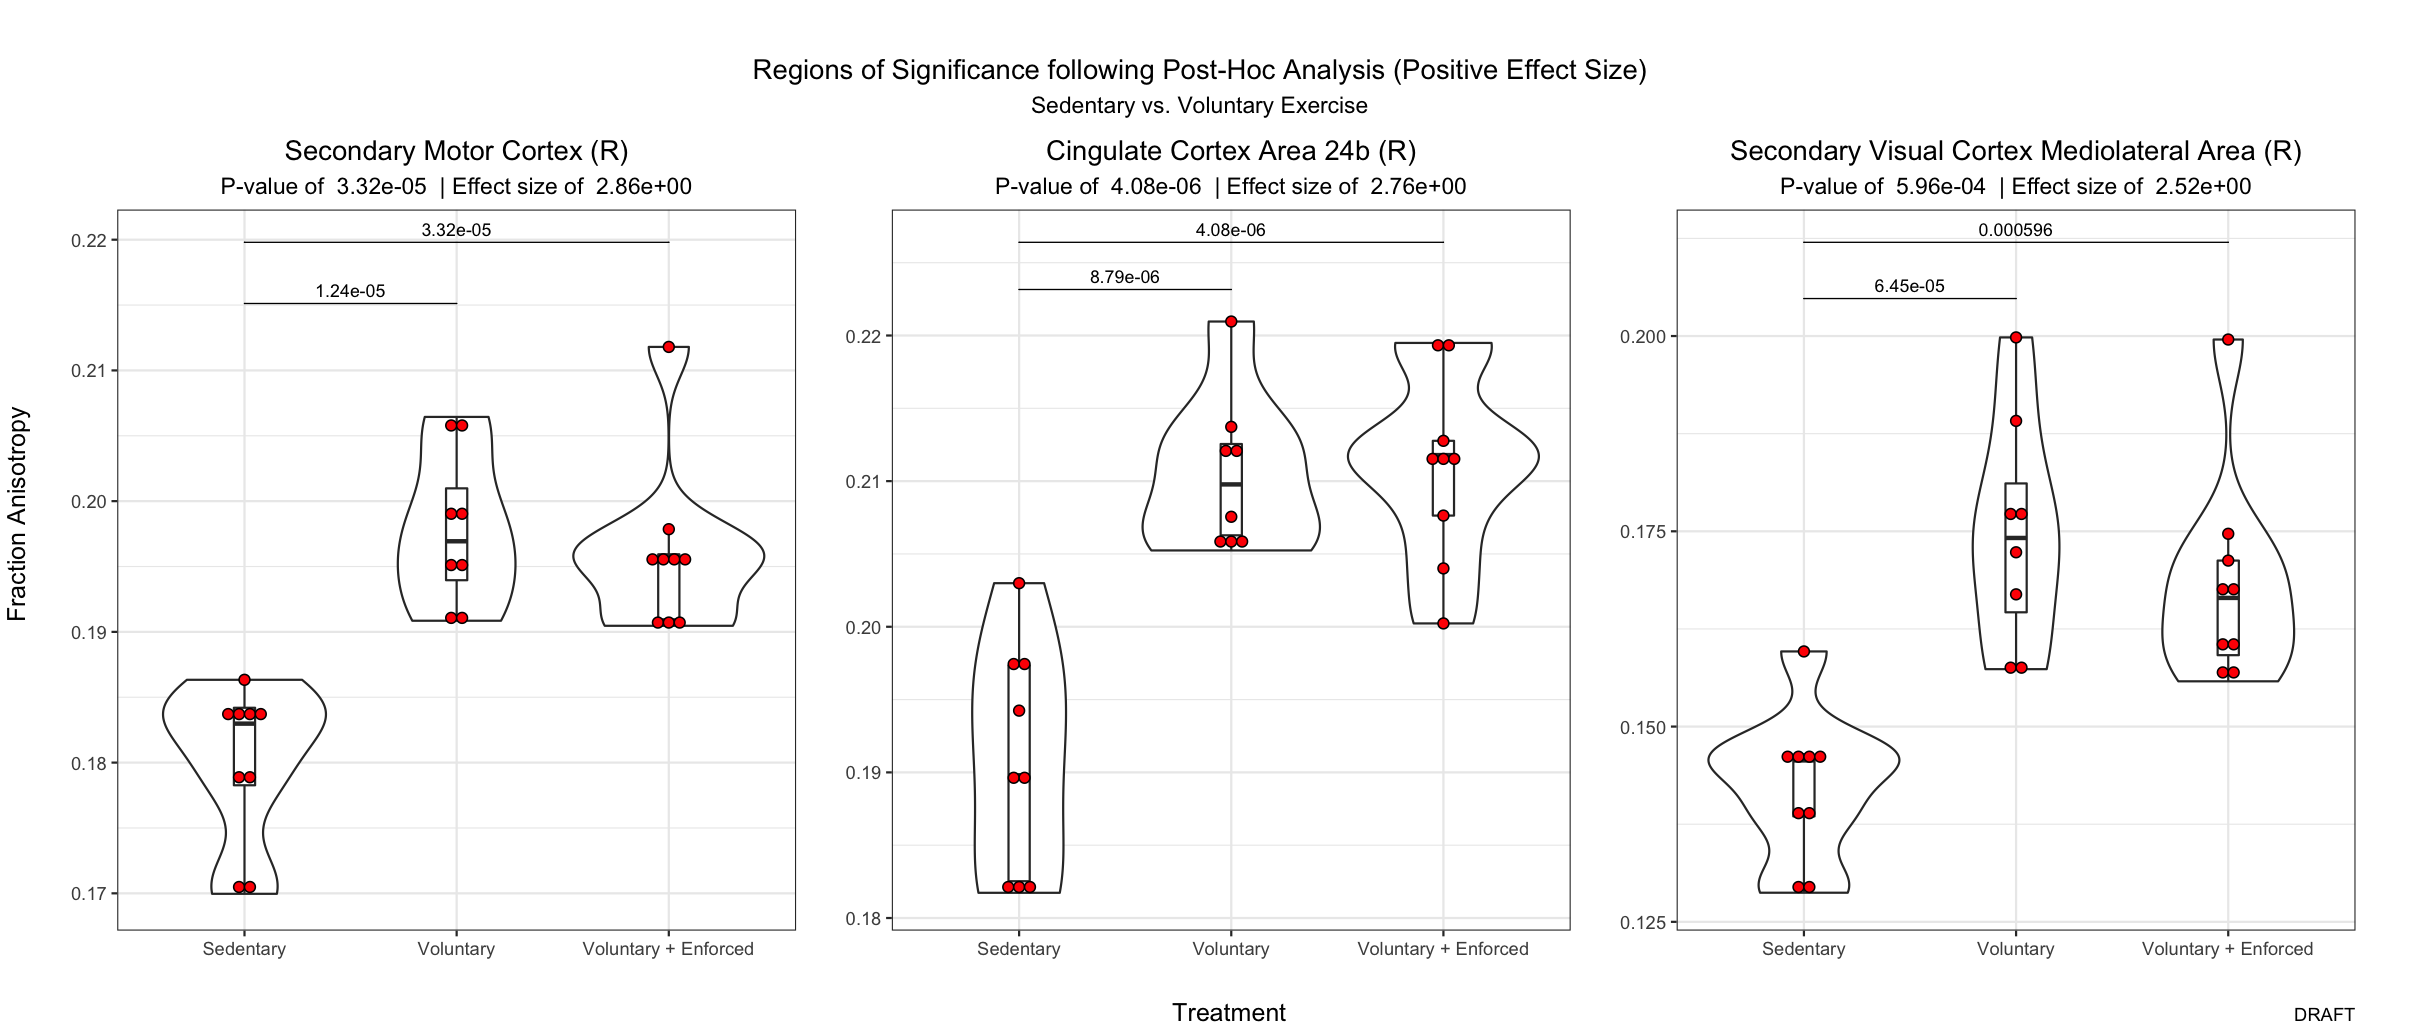 Regions of Significance following Post-Hoc Analysis (Positive Effect Size)
Sedentary vs. Voluntary Exercise
Fraction Anisotropy
Secondary Motor Cortex (R)
P-value of 3.32e-05 | Effect size of 2.86e+00
3.32e-05
1.24e-05
0.22
0.21
0.20
0.19
0.18
0.17
Sedentary Voluntary Voluntary + Enforced
Cingulate Cortex Area 24b (R)
P-value of 4.08e-06 | Effect size of 2.76e+00
4.08e-06
8.79e-06
0.22
0.21
0.20
0.19
0.18
Sedentary Voluntary Voluntary + Enforced
Secondary Visual Cortex Mediolateral Area (R)
P-value of 5.96e-04 | Effect size of 2.52e+00
0.000596
6.45e-05
0.200
0.175
0.150
0.125
Sedentary Voluntary Voluntary + Enforced
Treatment
DRAFT